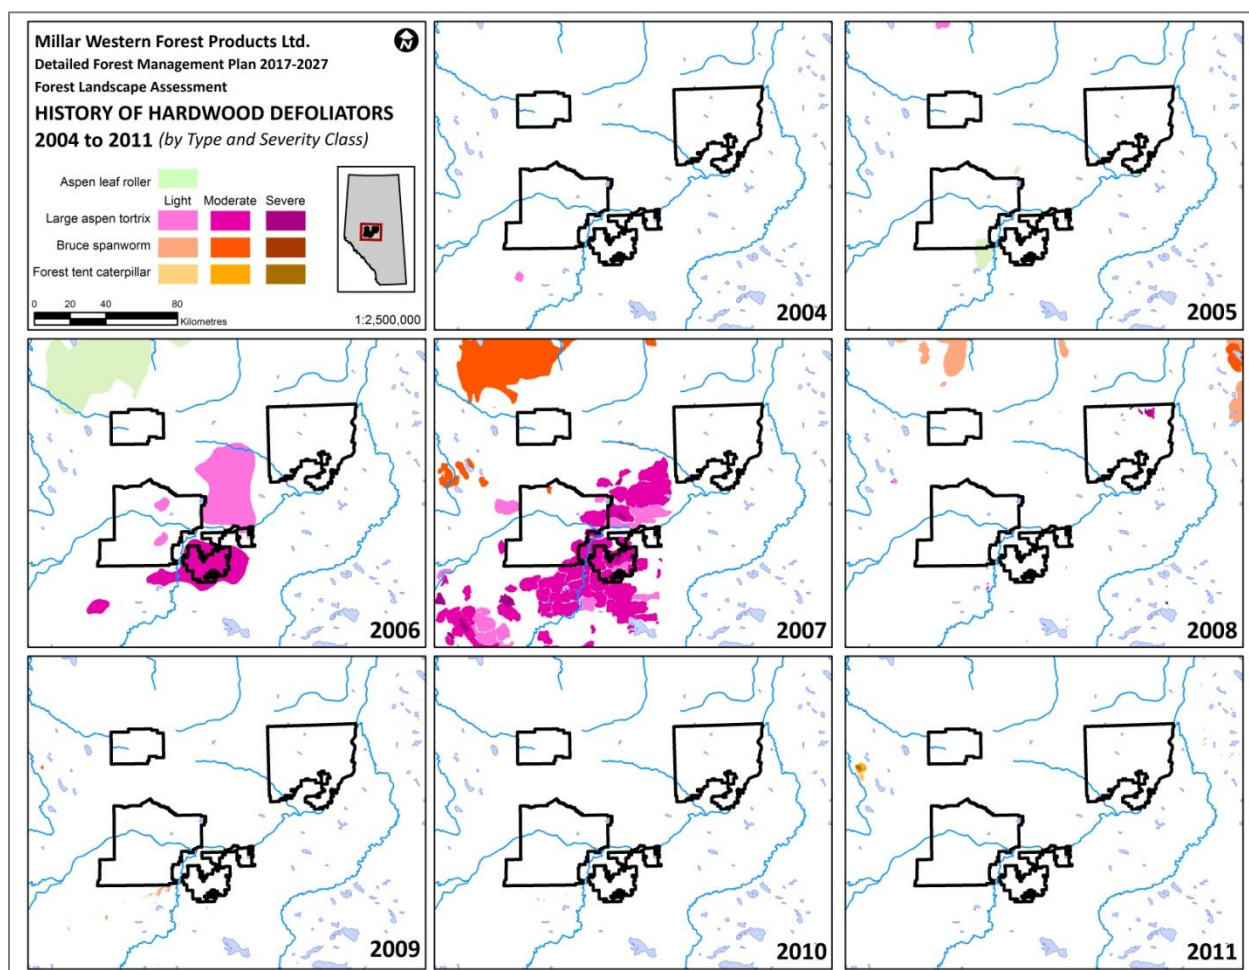 Millar Western Forest Products Ltd.
N
Detailed Forest Management Plan 2017-2027
Forest Landscape Assessment
HISTORY OF HARDWOOD DEFOLIATORS
2004 to 2011 (by Type and Severity Class)
Aspen leaf roller
Light Moderate Severe
Large aspen tortrix
Bruce spanworm
Forest tent caterpillar
0 20 40 60 80
Kilometres
1:2,500,000
2004
2005
2006
2007
2008
2009
2010
2011